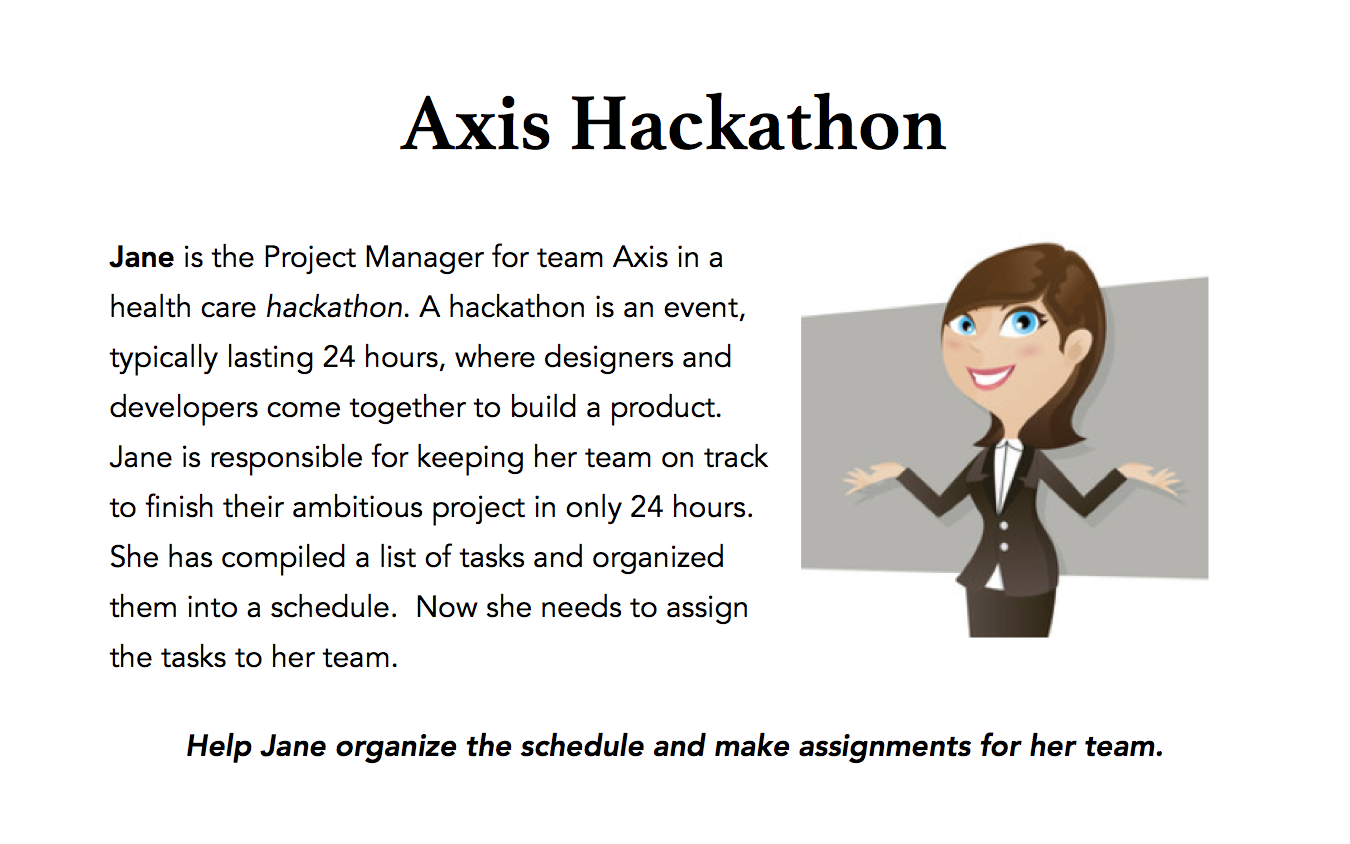 Axis Hackathon
Jane is the Project Manager for team Axis in a
health care hackathon. A hackathon is an event,
typically lasting 24 hours, where designers and
developers come together to build a product.
Jane is responsible for keeping her team on track
to finish their ambitious project in only 24 hours.
She has compiled a list of tasks and organized
them into a schedule.  Now she needs to assign
the tasks to her team.
Help Jane organize the schedule and make assignments for her team.